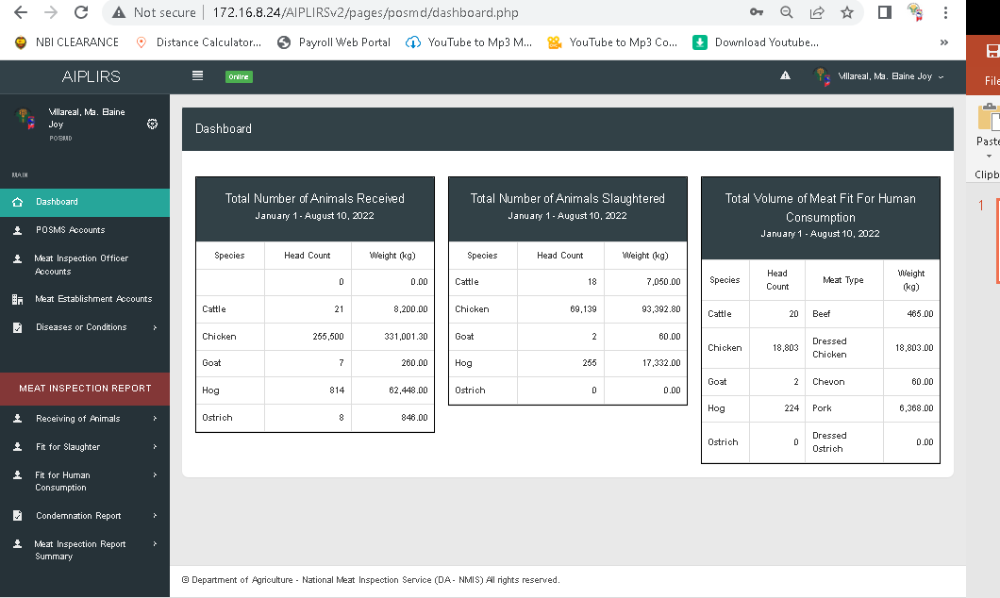 Not secure | 172.16.8.24/AIPLIRSv2/pages/posmd/dashboard.php
NBI CLEARANCE Distance Calculator... Payroll Web Portal YouTube to Mp3 M... YouTube to Mp3 Co... Download Youtube... »
AIPLIRS
Online
Villareal, Ma. Elaine Joy
File
Villareal, Ma. Elaine
Joy
POSMD
Paste
Clipb
1
MAIN
Dashboard
POSMS Accounts
Meat Inspection Officer
Accounts
Meat Establishment Accounts
Diseases or Conditions
MEAT INSPECTION REPORT
Receiving of Animals
Fit for Slaughter
Fit for Human
Consumption
Condemnation Report
Meat Inspection Report
Summary
Dashboard
Total Number of Animals Received
January 1 - August 10, 2022
Species Head Count Weight (kg)
0 0.00
Cattle 21 8,200.00
Chicken 255,500 331,001.30
Goat 7 260.00
Hog 814 62,448.00
Ostrich 8 846.00
Total Number of Animals Slaughtered
January 1 - August 10, 2022
Species Head Count Weight (kg)
Cattle 18 7,050.00
Chicken 69,139 93,392.80
Goat 2 60.00
Hog 255 17,332.00
Ostrich 0 0.00
Total Volume of Meat Fit For Human
Consumption
January 1 - August 10, 2022
Species Head Count Meat Type Weight (kg)
Cattle 20 Beef 465.00
Chicken 18,803 Dressed Chicken 18,803.00
Goat 2 Chevon 60.00
Hog 224 Pork 6,368.00
Ostrich 0 Dressed Ostrich 0.00
© Department of Agriculture - National Meat Inspection Service (DA - NMIS) All rights reserved.